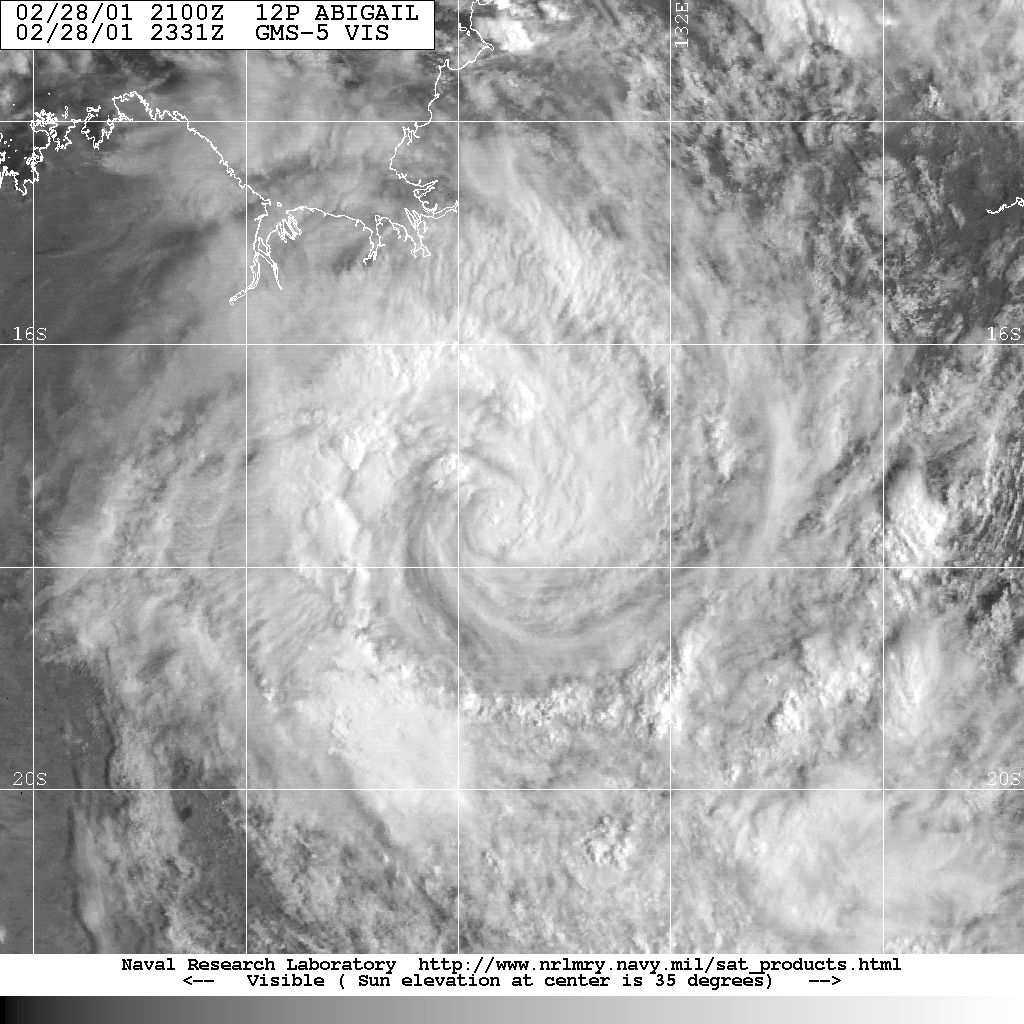 02/28/01 2100Z 12P ABIGAIL
02/28/01 2331Z GMS-5 VIS
132E
16S 16S
20S 20S
Naval Research Laboratory http://www.nrlmry.navy.mil/sat_products.html
<-- Visible ( Sun elevation at center is 35 degrees) -->